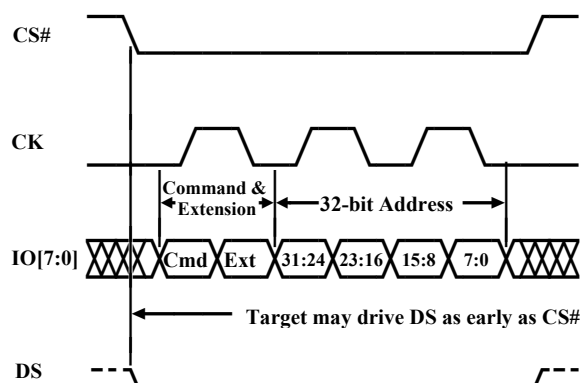 CS#
CK
Command &
Extension
32-bit Address
IO[7:0]
Cmd Ext 31:24 23:16 15:8 7:0
Target may drive DS as early as CS#
DS